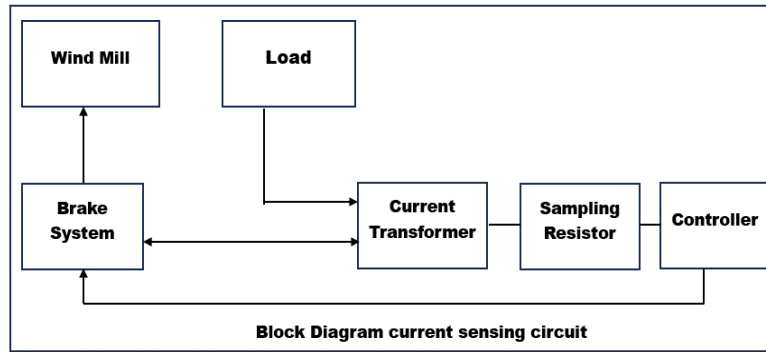 Wind Mill
Load
Brake
System
Current
Transformer
Sampling
Resistor
Controller
Block Diagram current sensing circuit